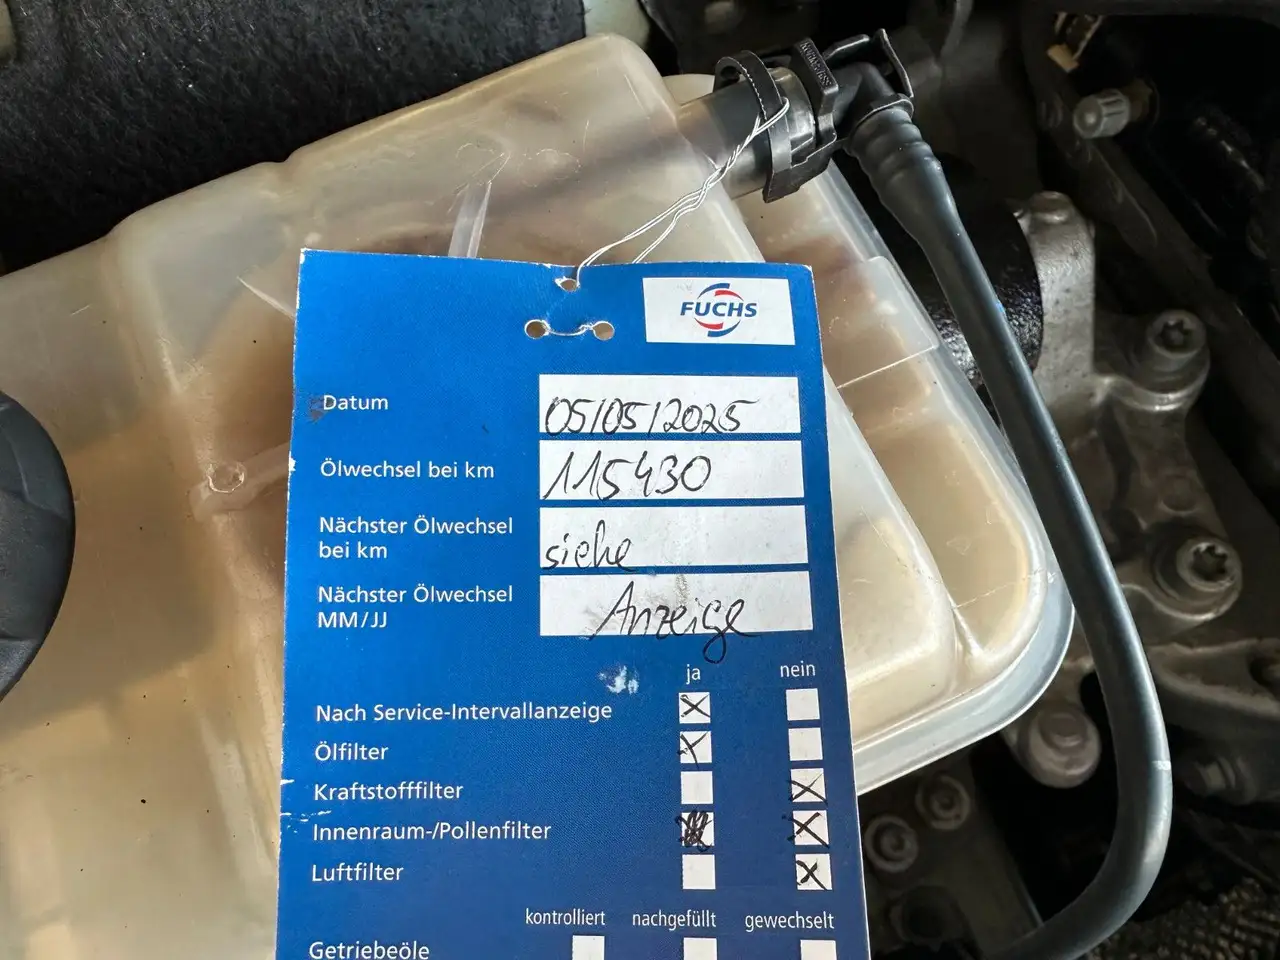 FUCHS
Datum 05/05/2025
Ölwechsel bei km 115430
Nächster Ölwechsel
bei km siehe
Nächster Ölwechsel
MM/JJ Anzeige
ja nein
Nach Service-Intervallanzeige
Ölfilter
Kraftstofffilter
Innenraum-/Pollenfilter
Luftfilter
kontrolliert nachgefüllt gewechselt
Getriebeöle